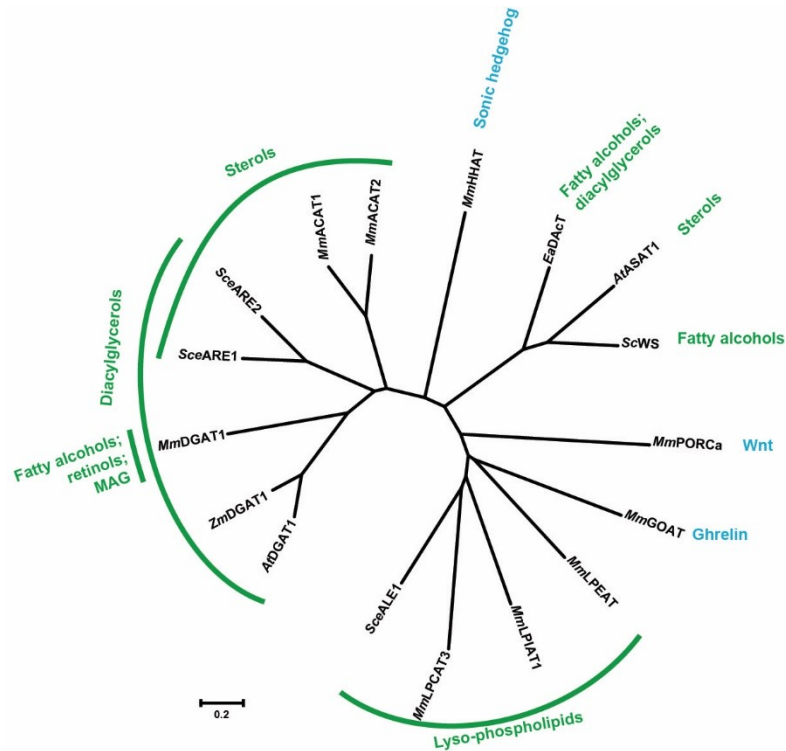 Sonic hedgehog
Fatty alcohols;
diacylglycerols
Sterols
Sterols
MmHHAT
MmACAT2
MmACAT1
EaDAcT
AtASAT1
SceARE2
Diacylglycerols
SceARE1
ScWS
Fatty alcohols
MmDGAT1
Fatty alcohols;
retinols;
MAG
MmPORCa
Wnt
ZmDGAT1
AtDGAT1
MmGOAT
Ghrelin
MmLPEAT
SceALE1
MmLPIAT1
MmLPCAT3
Lyso-phospholipids
0.2